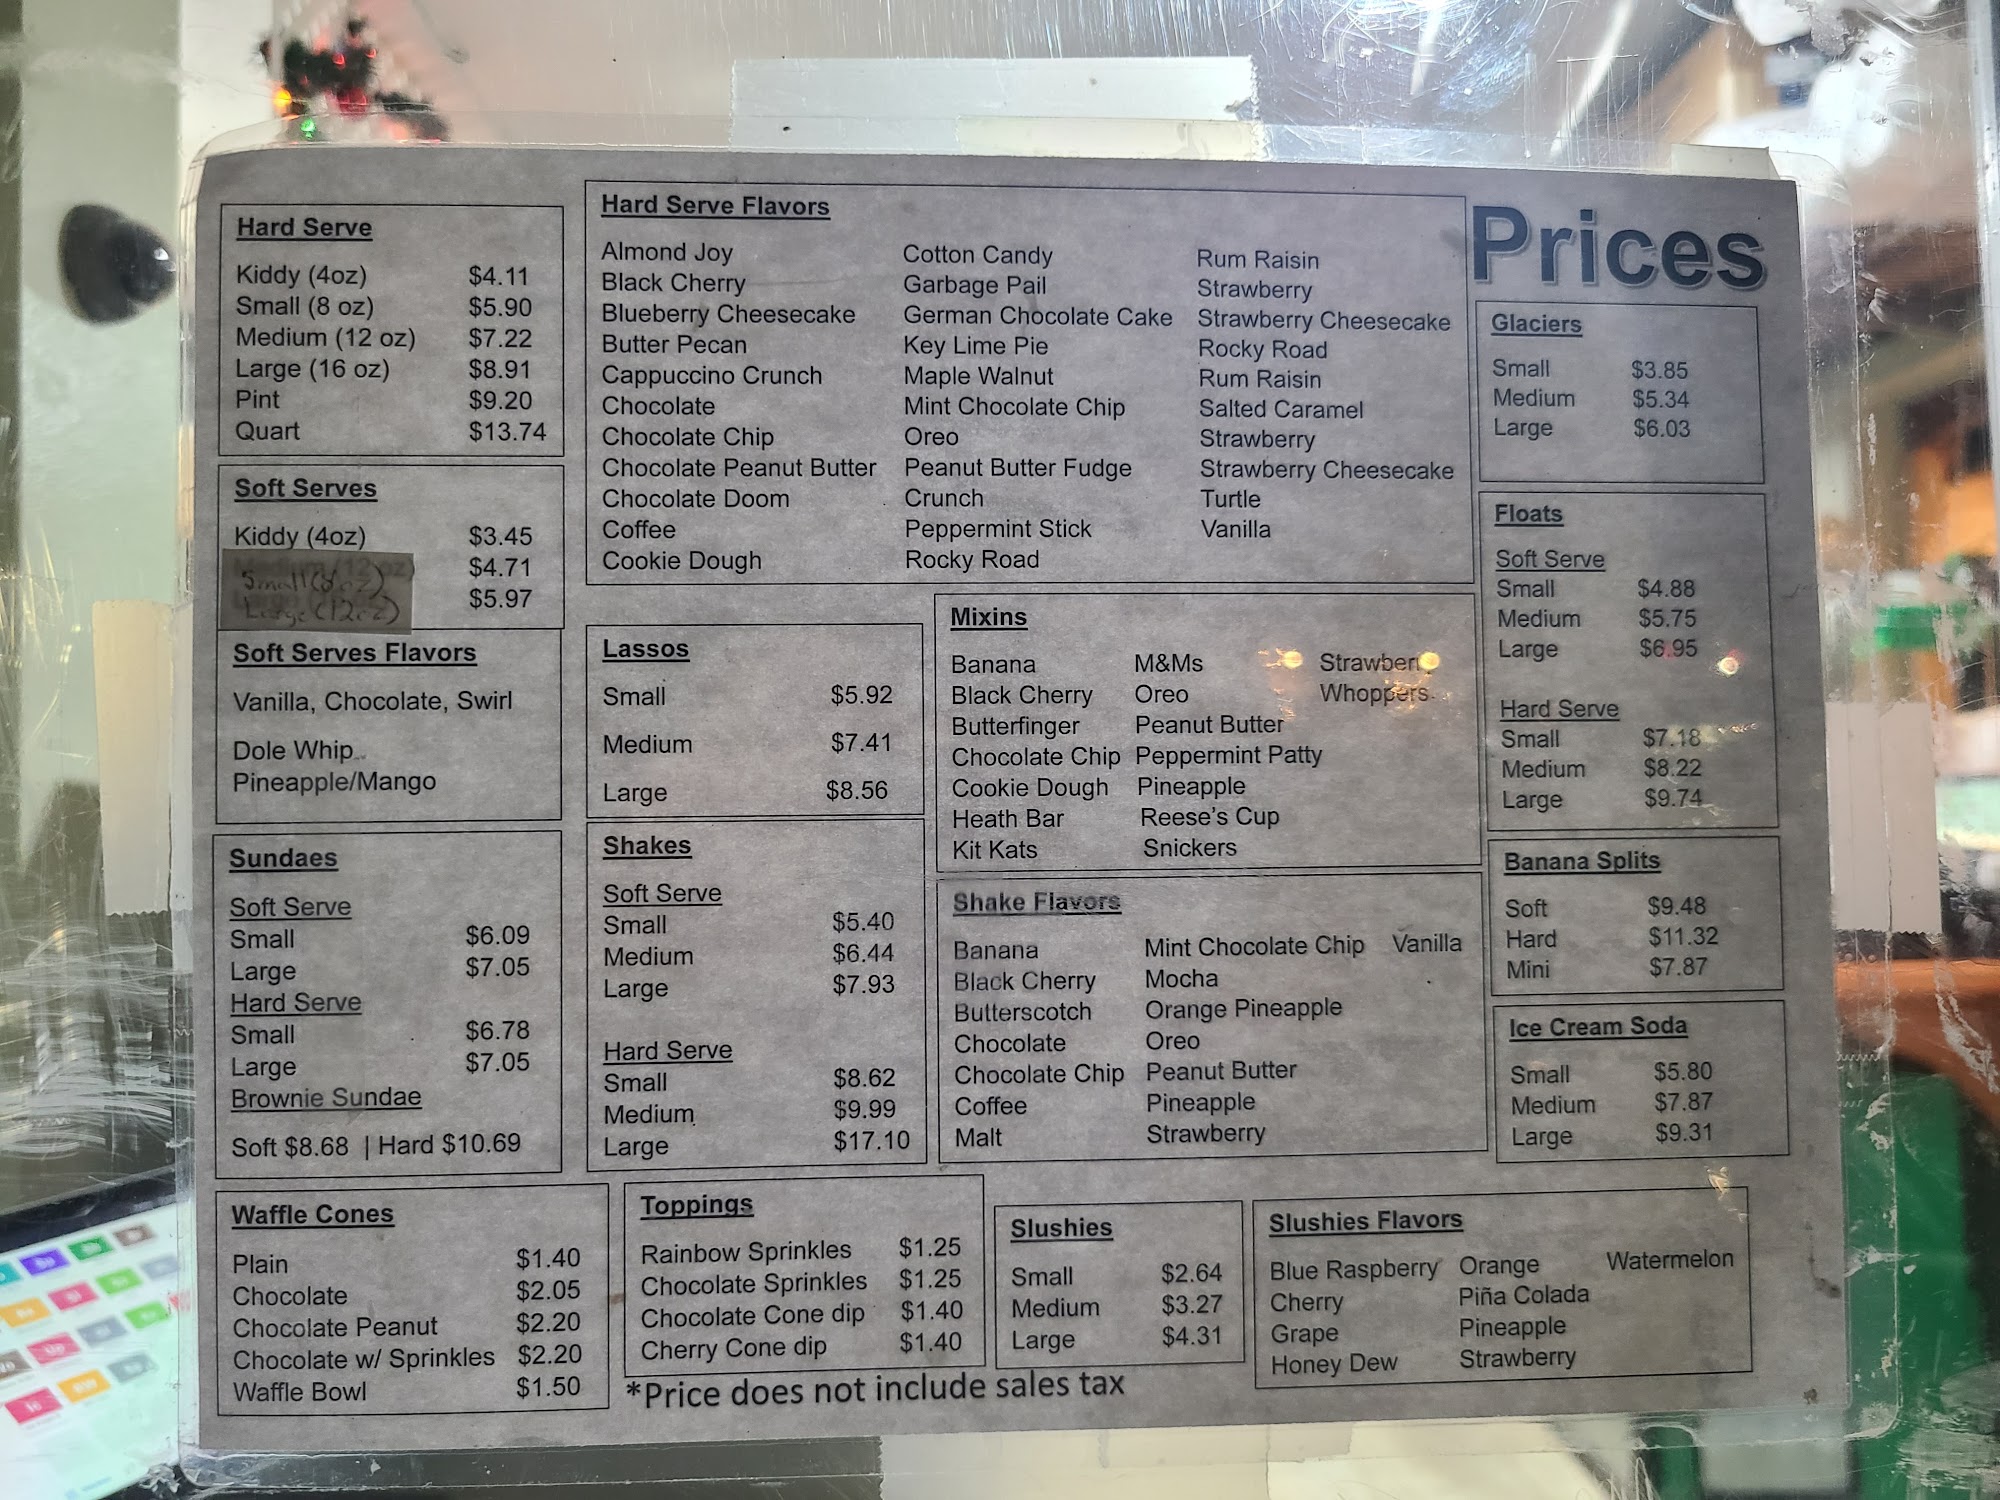 Prices
Hard Serve
Kiddy (4oz) $4.11
Small (8 oz) $5.90
Medium (12 oz) $7.22
Large (16 oz) $8.91
Pint $9.20
Quart $13.74
Soft Serves
Kiddy (4oz) $3.45
Small (8oz) $4.71
Large (12oz) $5.97
Soft Serves Flavors
Vanilla, Chocolate, Swirl
Dole Whip
Pineapple/Mango
Sundaes
Soft Serve
Small $6.09
Large $7.05
Hard Serve
Small $6.78
Large $7.05
Brownie Sundae
Soft $8.68 | Hard $10.69
Waffle Cones
Plain $1.40
Chocolate $2.05
Chocolate Peanut $2.20
Chocolate w/ Sprinkles $2.20
Waffle Bowl $1.50
Hard Serve Flavors
Almond Joy
Black Cherry
Blueberry Cheesecake
Butter Pecan
Cappuccino Crunch
Chocolate
Chocolate Chip
Chocolate Peanut Butter
Chocolate Doom
Coffee
Cookie Dough
Cotton Candy
Garbage Pail
German Chocolate Cake
Key Lime Pie
Maple Walnut
Mint Chocolate Chip
Oreo
Peanut Butter Fudge
Crunch
Peppermint Stick
Rocky Road
Rum Raisin
Strawberry
Strawberry Cheesecake
Rocky Road
Rum Raisin
Salted Caramel
Strawberry
Strawberry Cheesecake
Turtle
Vanilla
Lassos
Small $5.92
Medium $7.41
Large $8.56
Shakes
Soft Serve
Small $5.40
Medium $6.44
Large $7.93
Hard Serve
Small $8.62
Medium $9.99
Large $17.10
Mixins
Banana
Black Cherry
Butterfinger
Chocolate Chip
Cookie Dough
Heath Bar
Kit Kats
M&Ms
Oreo
Peanut Butter
Peppermint Patty
Pineapple
Reese's Cup
Snickers
Strawberry
Whoppers
Shake Flavors
Banana
Black Cherry
Butterscotch
Chocolate
Chocolate Chip
Coffee
Malt
Mint Chocolate Chip
Mocha
Orange Pineapple
Oreo
Peanut Butter
Pineapple
Strawberry
Vanilla
Toppings
Rainbow Sprinkles $1.25
Chocolate Sprinkles $1.25
Chocolate Cone dip $1.40
Cherry Cone dip $1.40
Slushies
Small $2.64
Medium $3.27
Large $4.31
Slushies Flavors
Blue Raspberry
Cherry
Grape
Honey Dew
Orange
Piña Colada
Pineapple
Strawberry
Watermelon
Glaciers
Small $3.85
Medium $5.34
Large $6.03
Floats
Soft Serve
Small $4.88
Medium $5.75
Large $6.95
Hard Serve
Small $7.18
Medium $8.22
Large $9.74
Banana Splits
Soft $9.48
Hard $11.32
Mini $7.87
Ice Cream Soda
Small $5.80
Medium $7.87
Large $9.31
*Price does not include sales tax